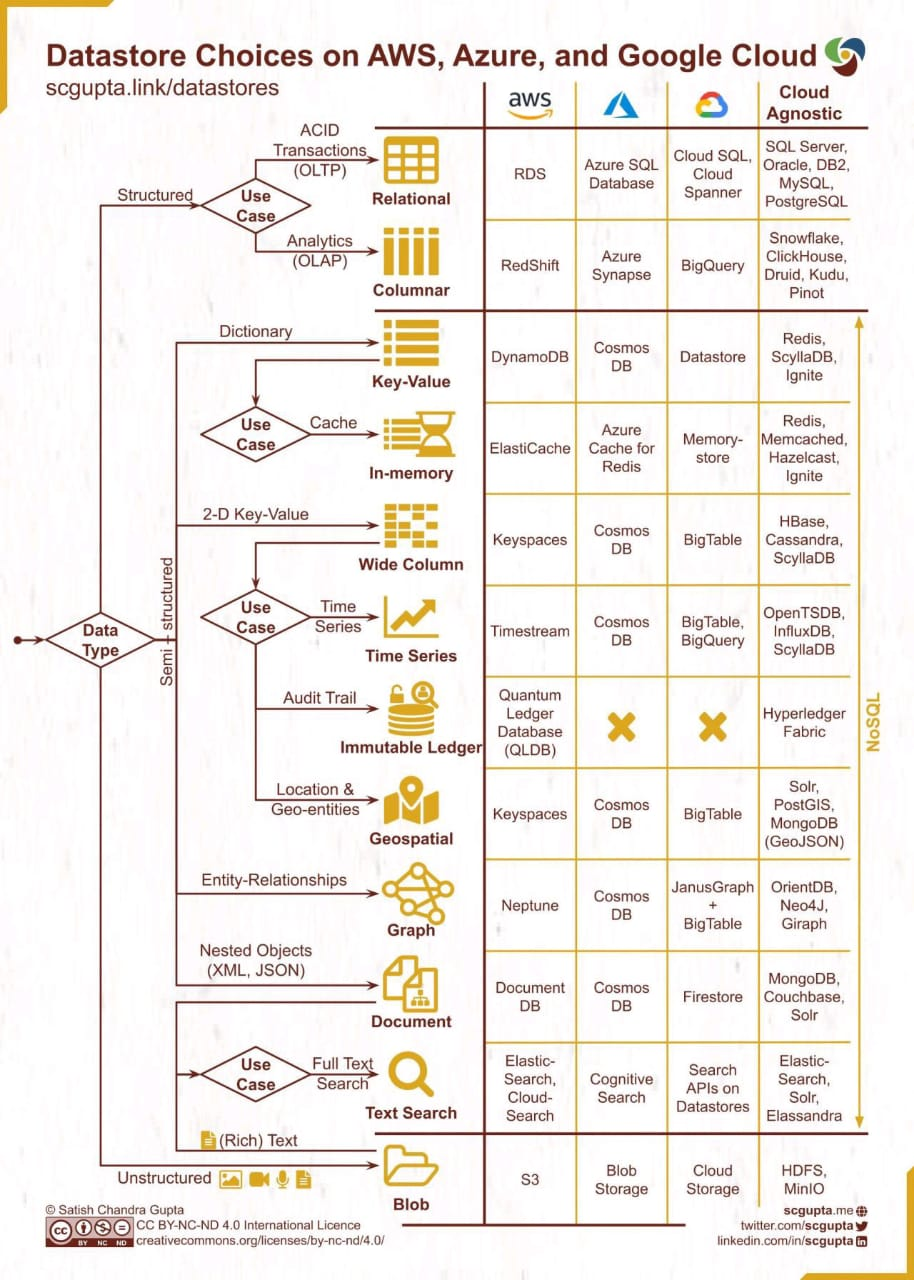 Datastore Choices on AWS, Azure, and Google Cloud
scgupta.link/datastores
aws
Cloud
Agnostic
Structured
Use
Case
ACID
Transactions
(OLTP)
Relational
RDS
Azure SQL
Database
Cloud SQL,
Cloud
Spanner
SQL Server,
Oracle, DB2,
MySQL,
PostgreSQL
Analytics
(OLAP)
Columnar
RedShift
Azure
Synapse
BigQuery
Snowflake,
ClickHouse,
Druid, Kudu,
Pinot
Dictionary
Key-Value
DynamoDB
Cosmos
DB
Datastore
Redis,
ScyllaDB,
Ignite
Use
Case
Cache
In-memory
ElastiCache
Azure
Cache for
Redis
Memory-
store
Redis,
Memcached,
Hazelcast,
Ignite
2-D Key-Value
Wide Column
Keyspaces
Cosmos
DB
BigTable
HBase,
Cassandra,
ScyllaDB
Data
Type
Semi - structured
Use
Case
Time
Series
Time Series
Timestream
Cosmos
DB
BigTable,
BigQuery
OpenTSDB,
InfluxDB,
ScyllaDB
Audit Trail
Immutable Ledger
Quantum
Ledger
Database
(QLDB)
Hyperledger
Fabric
NoSQL
Location &
Geo-entities
Geospatial
Keyspaces
Cosmos
DB
BigTable
Solr,
PostGIS,
MongoDB
(GeoJSON)
Entity-Relationships
Graph
Neptune
Cosmos
DB
JanusGraph
+
BigTable
OrientDB,
Neo4J,
Giraph
Nested Objects
(XML, JSON)
Document
Document
DB
Cosmos
DB
Firestore
MongoDB,
Couchbase,
Solr
Use
Case
Full Text
Search
Text Search
Elastic-
Search,
Cloud-
Search
Cognitive
Search
Search
APIs on
Datastores
Elastic-
Search,
Solr,
Elassandra
(Rich) Text
Unstructured
Blob
S3
Blob
Storage
Cloud
Storage
HDFS,
MinIO
© Satish Chandra Gupta
CC BY-NC-ND 4.0 International Licence
creativecommons.org/licenses/by-nc-nd/4.0/
cc
BY NC ND
scgupta.me
twitter.com/scgupta
linkedin.com/in/scgupta
in